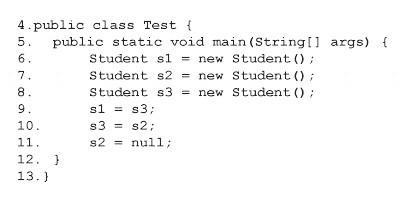 4.public class Test {
5. public static void main(String[] args) {
6. Student s1 = new Student();
7. Student s2 = new Student();
8. Student s3 = new Student();
9. s1 = s3;
10. s3 = s2;
11. s2 = null;
12. }
13.}